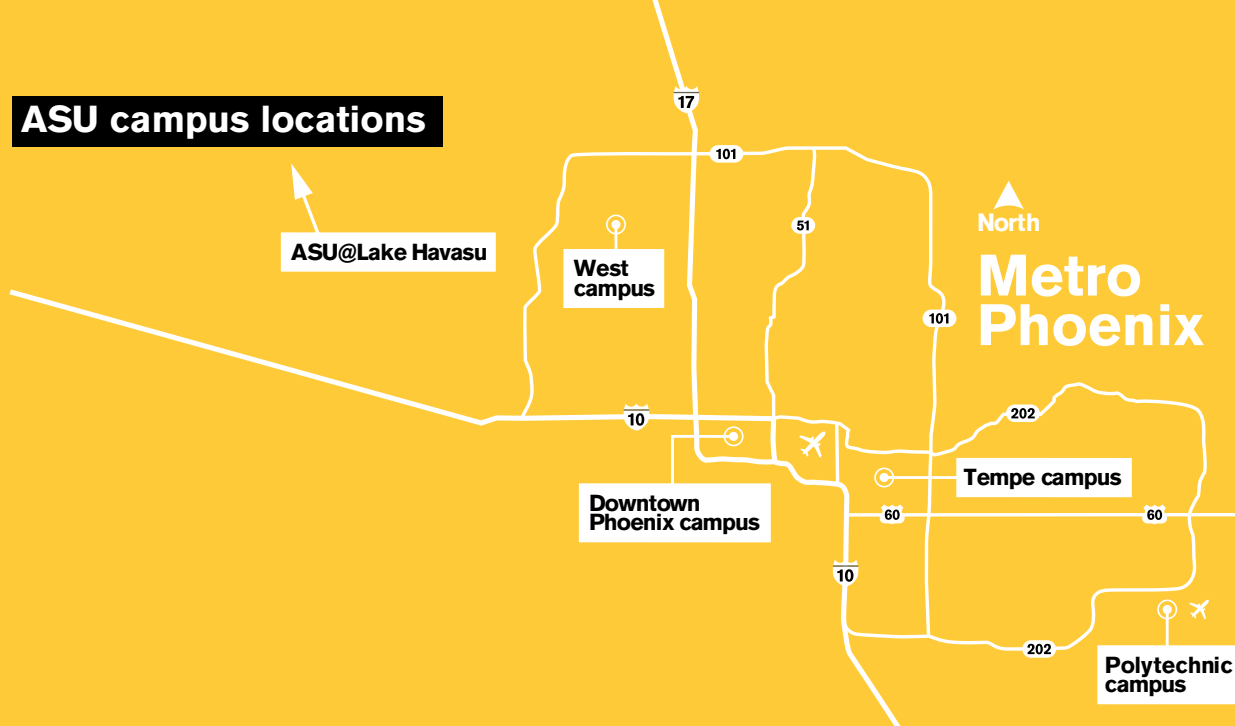 ASU campus locations
17
101
51
North
ASU@Lake Havasu
West
campus
Metro
Phoenix
101
10
202
Tempe campus
Downtown
Phoenix campus
60
60
10
202
Polytechnic
campus